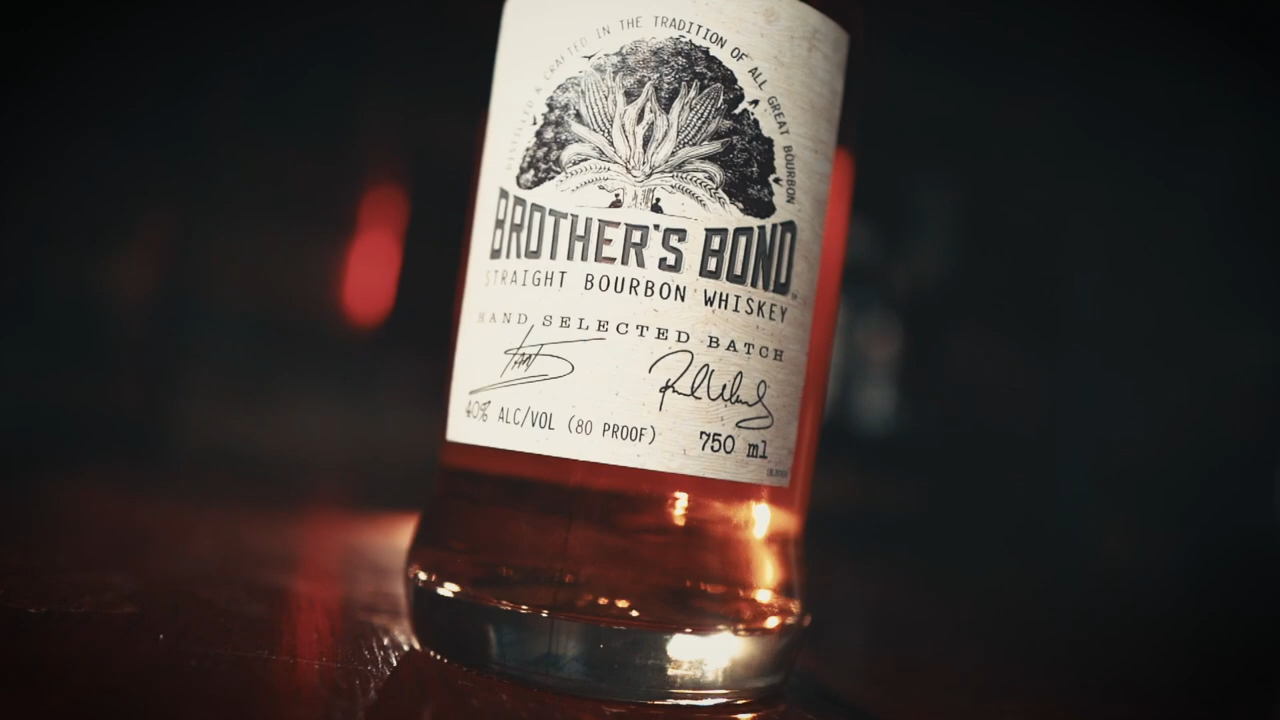 DISTILLED & CRAFTED IN THE TRADITION OF ALL GREAT BOURBON
BROTHER'S BOND
STRAIGHT BOURBON WHISKEY
HAND SELECTED BATCH
40% ALC/VOL (80 PROOF)
750 ml